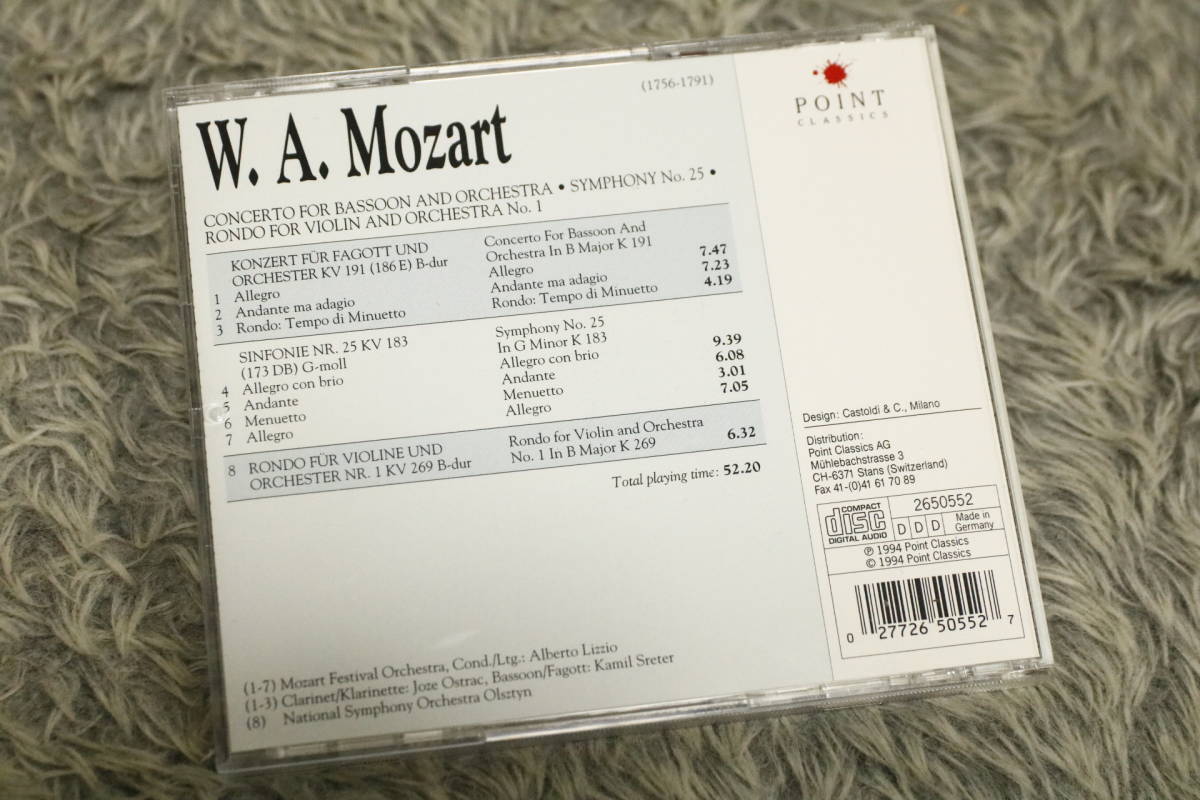 (1756-1791)
W. A. Mozart
CONCERTO FOR BASSOON AND ORCHESTRA • SYMPHONY No. 25 •
RONDO FOR VIOLIN AND ORCHESTRA No. 1
KONZERT FÜR FAGOTT UND
ORCHESTER KV 191 (186 E) B-dur
1 Allegro
2 Andante ma adagio
3 Rondo: Tempo di Minuetto
Concerto For Bassoon And
Orchestra In B Major K 191
Allegro 7.47
Andante ma adagio 7.23
Rondo: Tempo di Minuetto 4.19
SINFONIE NR. 25 KV 183
(173 DB) G-moll
4 Allegro con brio
5 Andante
6 Menuetto
7 Allegro
Symphony No. 25
In G Minor K 183
Allegro con brio 9.39
Andante 6.08
Menuetto 3.01
Allegro 7.05
8 RONDO FÜR VIOLINE UND
ORCHESTER NR. 1 KV 269 B-dur
Rondo for Violin and Orchestra
No. 1 In B Major K 269 6.32
Total playing time: 52.20
(1-7) Mozart Festival Orchestra, Cond./Ltg.: Alberto Lizzio
(1-3) Clarinet/Klarinette: Joze Ostrac, Bassoon/Fagott: Kamil Sreter
(8) National Symphony Orchestra Olsztyn
POINT
CLASSICS
Design: Castoldi & C., Milano
Distribution:
Point Classics AG
Mühlebachstrasse 3
CH-6371 Stans (Switzerland)
Fax 41-(0)41 61 70 89
COMPACT
disc
DIGITAL AUDIO
2650552
D D D
Made in
Germany
℗ 1994 Point Classics
© 1994 Point Classics
0 27726 50552 7